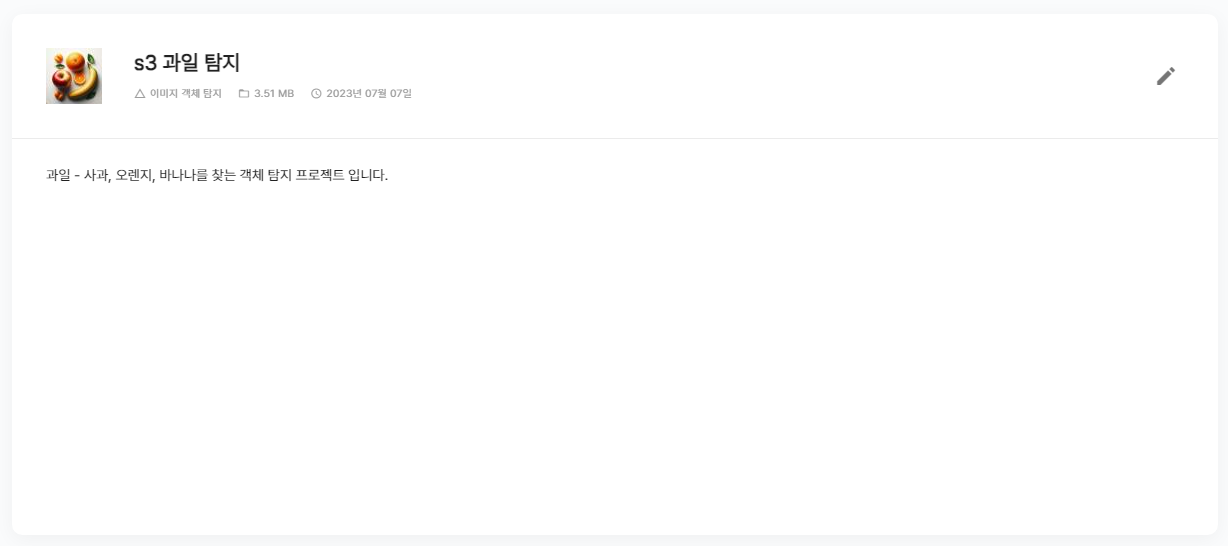 s3 과일 탐지
이미지 객체 탐지 3.51 MB 2023년 07월 07일
과일 - 사과, 오렌지, 바나나를 찾는 객체 탐지 프로젝트 입니다.